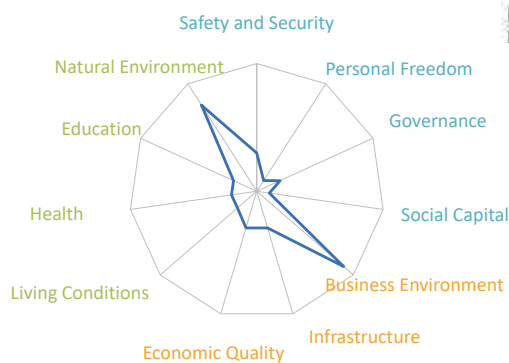 Safety and Security
Natural Environment
Personal Freedom
Education
Governance
Health
Social Capital
Living Conditions
Business Environment
Infrastructure
Economic Quality